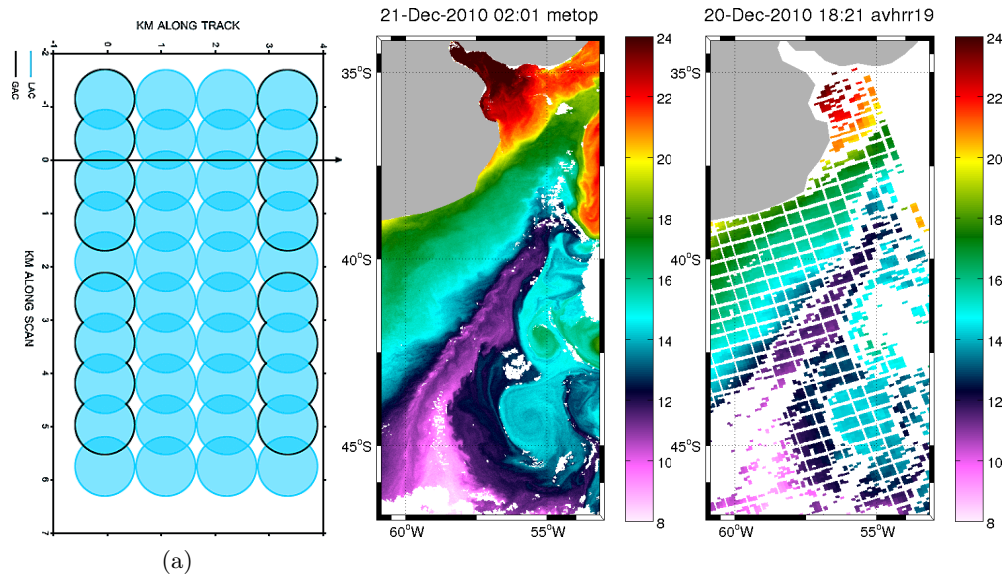 KM ALONG TRACK
-1 0 1 2 3 4
-2
-1
0
1
2
3
4
5
6
7
KM ALONG SCAN
LAC
GAC
(a)
21-Dec-2010 02:01 metop
35°S
40°S
45°S
60°W 55°W
24
22
20
18
16
14
12
10
8
20-Dec-2010 18:21 avhrr19
35°S
40°S
45°S
60°W 55°W
24
22
20
18
16
14
12
10
8